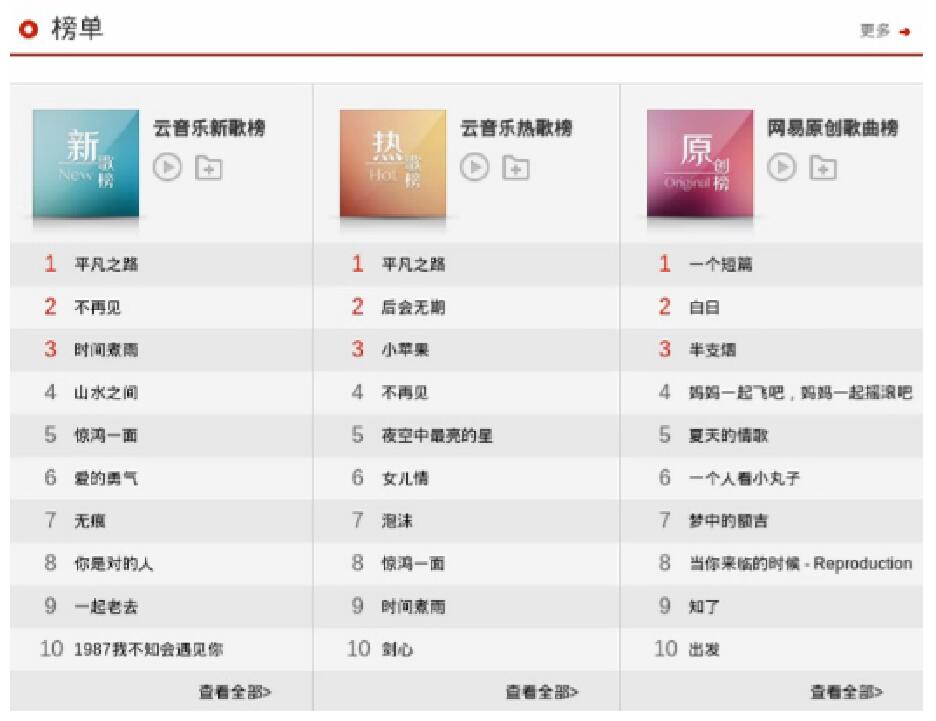 榜单
更多
新歌榜
New
云音乐新歌榜
1 平凡之路
2 不再见
3 时间煮雨
4 山水之间
5 惊鸿一面
6 爱的勇气
7 无痕
8 你是对的人
9 一起老去
10 1987我不知会遇见你
查看全部>
热歌榜
Hot
云音乐热歌榜
1 平凡之路
2 后会无期
3 小苹果
4 不再见
5 夜空中最亮的星
6 女儿情
7 泡沫
8 惊鸿一面
9 时间煮雨
10 剑心
查看全部>
原创榜
Original
网易原创歌曲榜
1 一个短篇
2 白日
3 半支烟
4 妈妈一起飞吧，妈妈一起摇滚吧
5 夏天的情歌
6 一个人看小丸子
7 梦中的额吉
8 当你来临的时候 - Reproduction
9 知了
10 出发
查看全部>